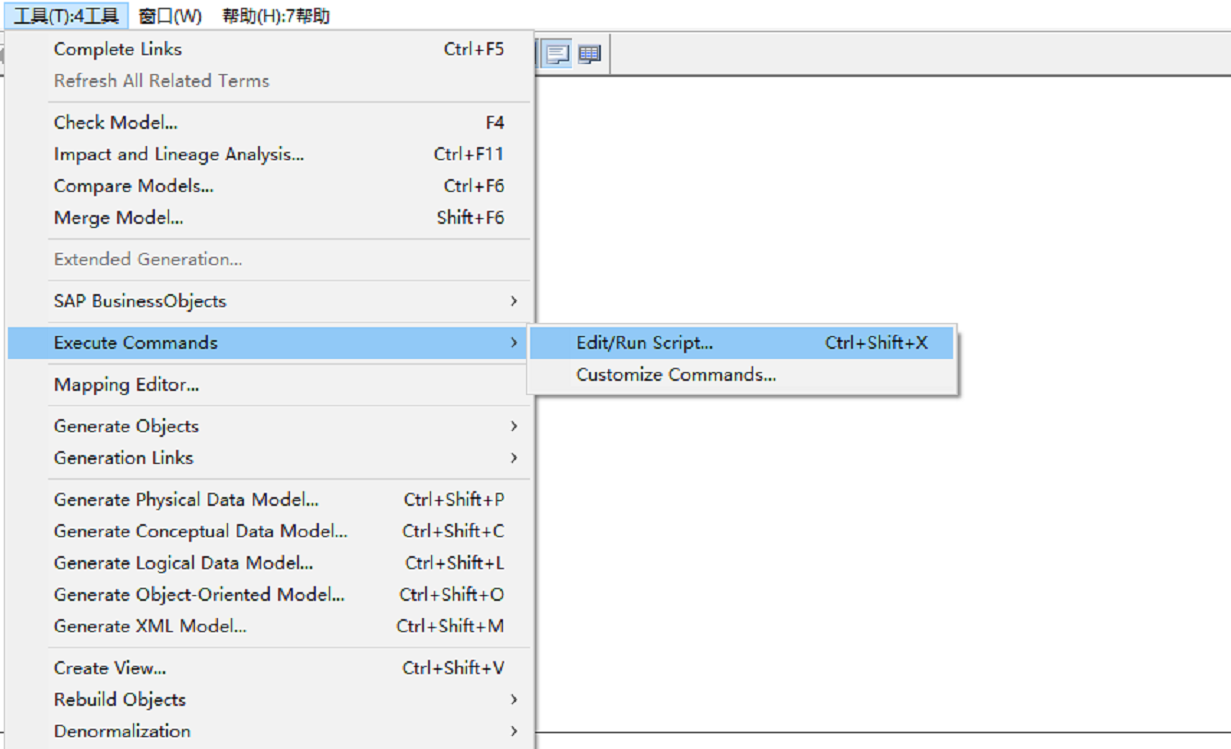 工具(T):4工具 窗口(W) 帮助(H):7帮助
Complete Links Ctrl+F5
Refresh All Related Terms
Check Model... F4
Impact and Lineage Analysis... Ctrl+F11
Compare Models... Ctrl+F6
Merge Model... Shift+F6
Extended Generation...
SAP BusinessObjects
Execute Commands
Edit/Run Script... Ctrl+Shift+X
Customize Commands...
Mapping Editor...
Generate Objects
Generation Links
Generate Physical Data Model... Ctrl+Shift+P
Generate Conceptual Data Model... Ctrl+Shift+C
Generate Logical Data Model... Ctrl+Shift+L
Generate Object-Oriented Model... Ctrl+Shift+O
Generate XML Model... Ctrl+Shift+M
Create View... Ctrl+Shift+V
Rebuild Objects
Denormalization